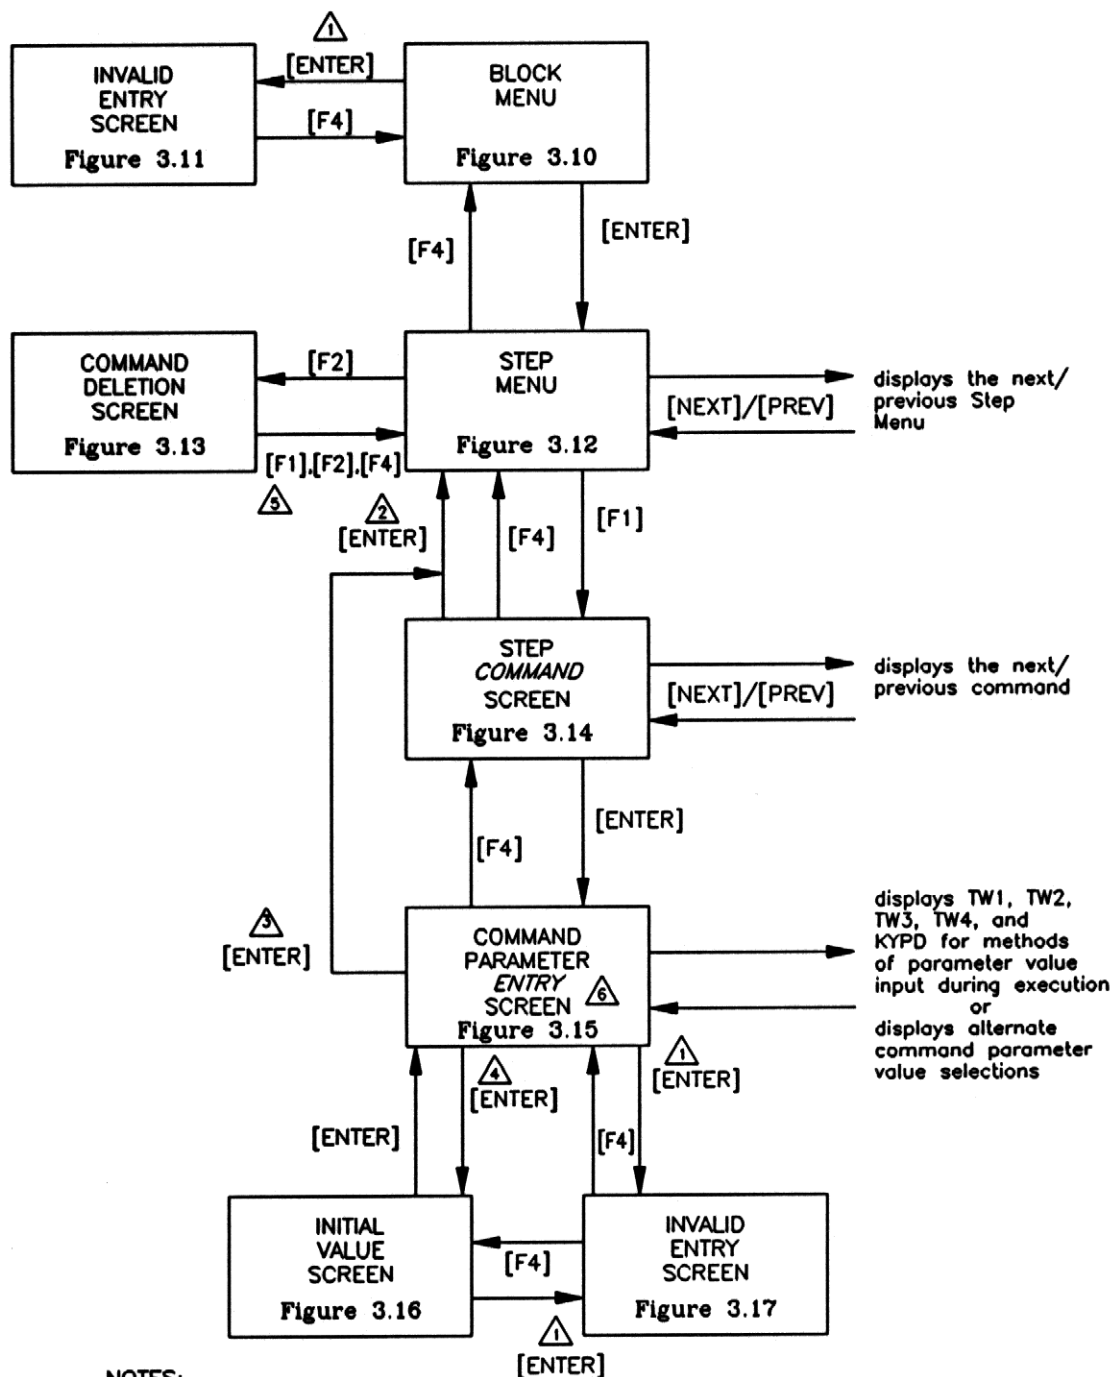 1
[ENTER]
INVALID
ENTRY
SCREEN
Figure 3.11
[F4]
BLOCK
MENU
Figure 3.10
[F4]
[ENTER]
COMMAND
DELETION
SCREEN
Figure 3.13
[F2]
[F1],[F2],[F4]
5
STEP
MENU
Figure 3.12
[NEXT]/[PREV]
displays the next/
previous Step
Menu
2
[ENTER]
[F4]
[F1]
STEP
COMMAND
SCREEN
Figure 3.14
[NEXT]/[PREV]
displays the next/
previous command
[F4]
[ENTER]
3
[ENTER]
COMMAND
PARAMETER
ENTRY
SCREEN 6
Figure 3.15
displays TW1, TW2,
TW3, TW4, and
KYPD for methods
of parameter value
input during execution
or
displays alternate
command parameter
value selections
4
[ENTER]
1
[ENTER]
[ENTER]
[F4]
INITIAL
VALUE
SCREEN
Figure 3.16
[F4]
INVALID
ENTRY
SCREEN
Figure 3.17
1
[ENTER]
NOTES: